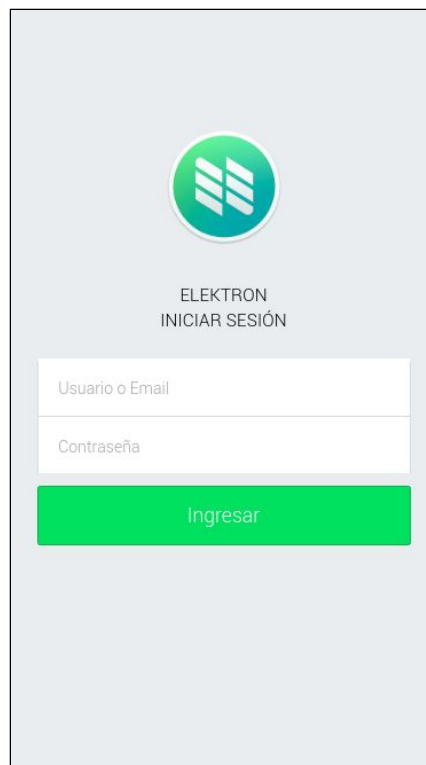 ELEKTRON
INICIAR SESIÓN
Usuario o Email
Contraseña
Ingresar